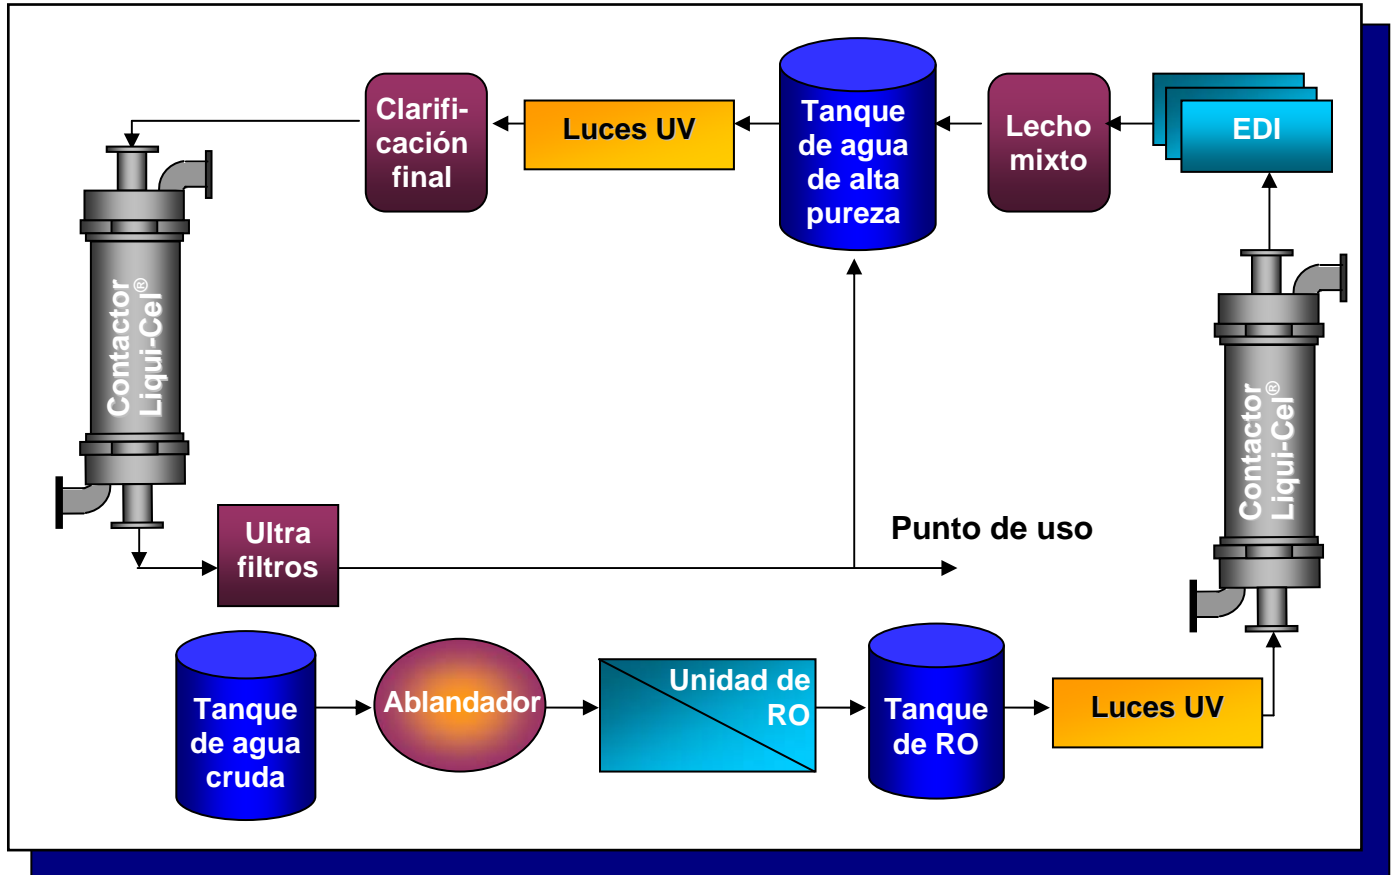 Clarifi-
cación
final
Luces UV
Tanque
de agua
de alta
pureza
Lecho
mixto
EDI
Contactor
Liqui-Cel®
Contactor
Liqui-Cel®
Ultra
filtros
Punto de uso
Tanque
de agua
cruda
Ablandador
Unidad de
RO
Tanque
de RO
Luces UV